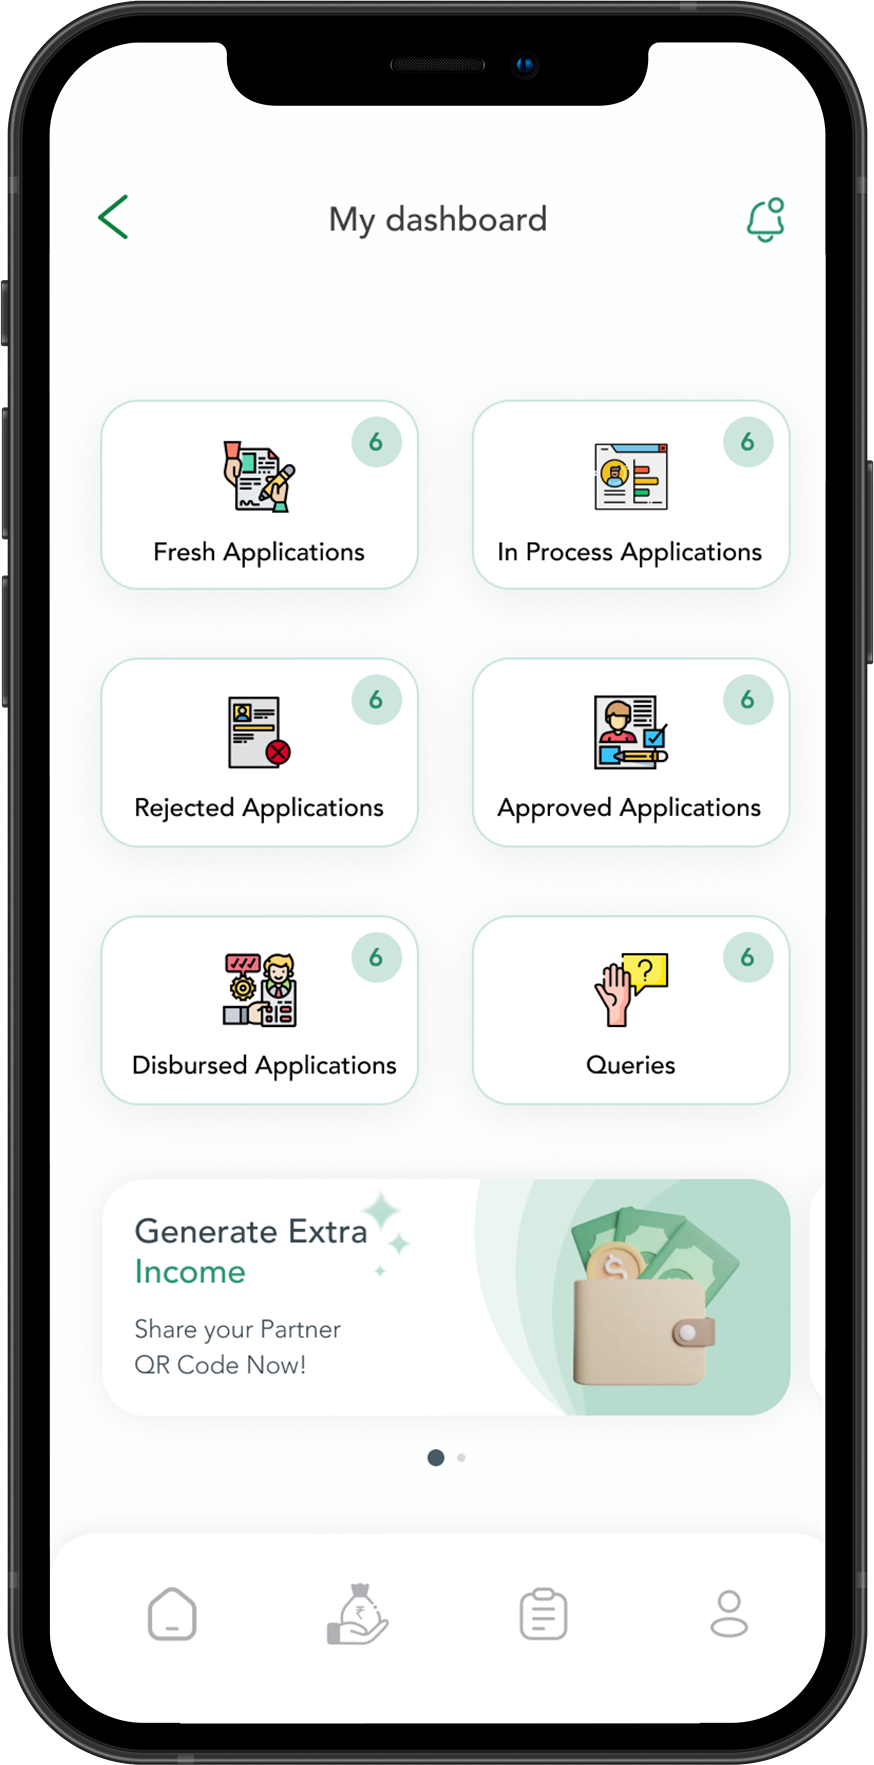 My dashboard
6
Fresh Applications
6
In Process Applications
6
Rejected Applications
6
Approved Applications
6
Disbursed Applications
6
?
Queries
Generate Extra
Income
Share your Partner
QR Code Now!
$
₹